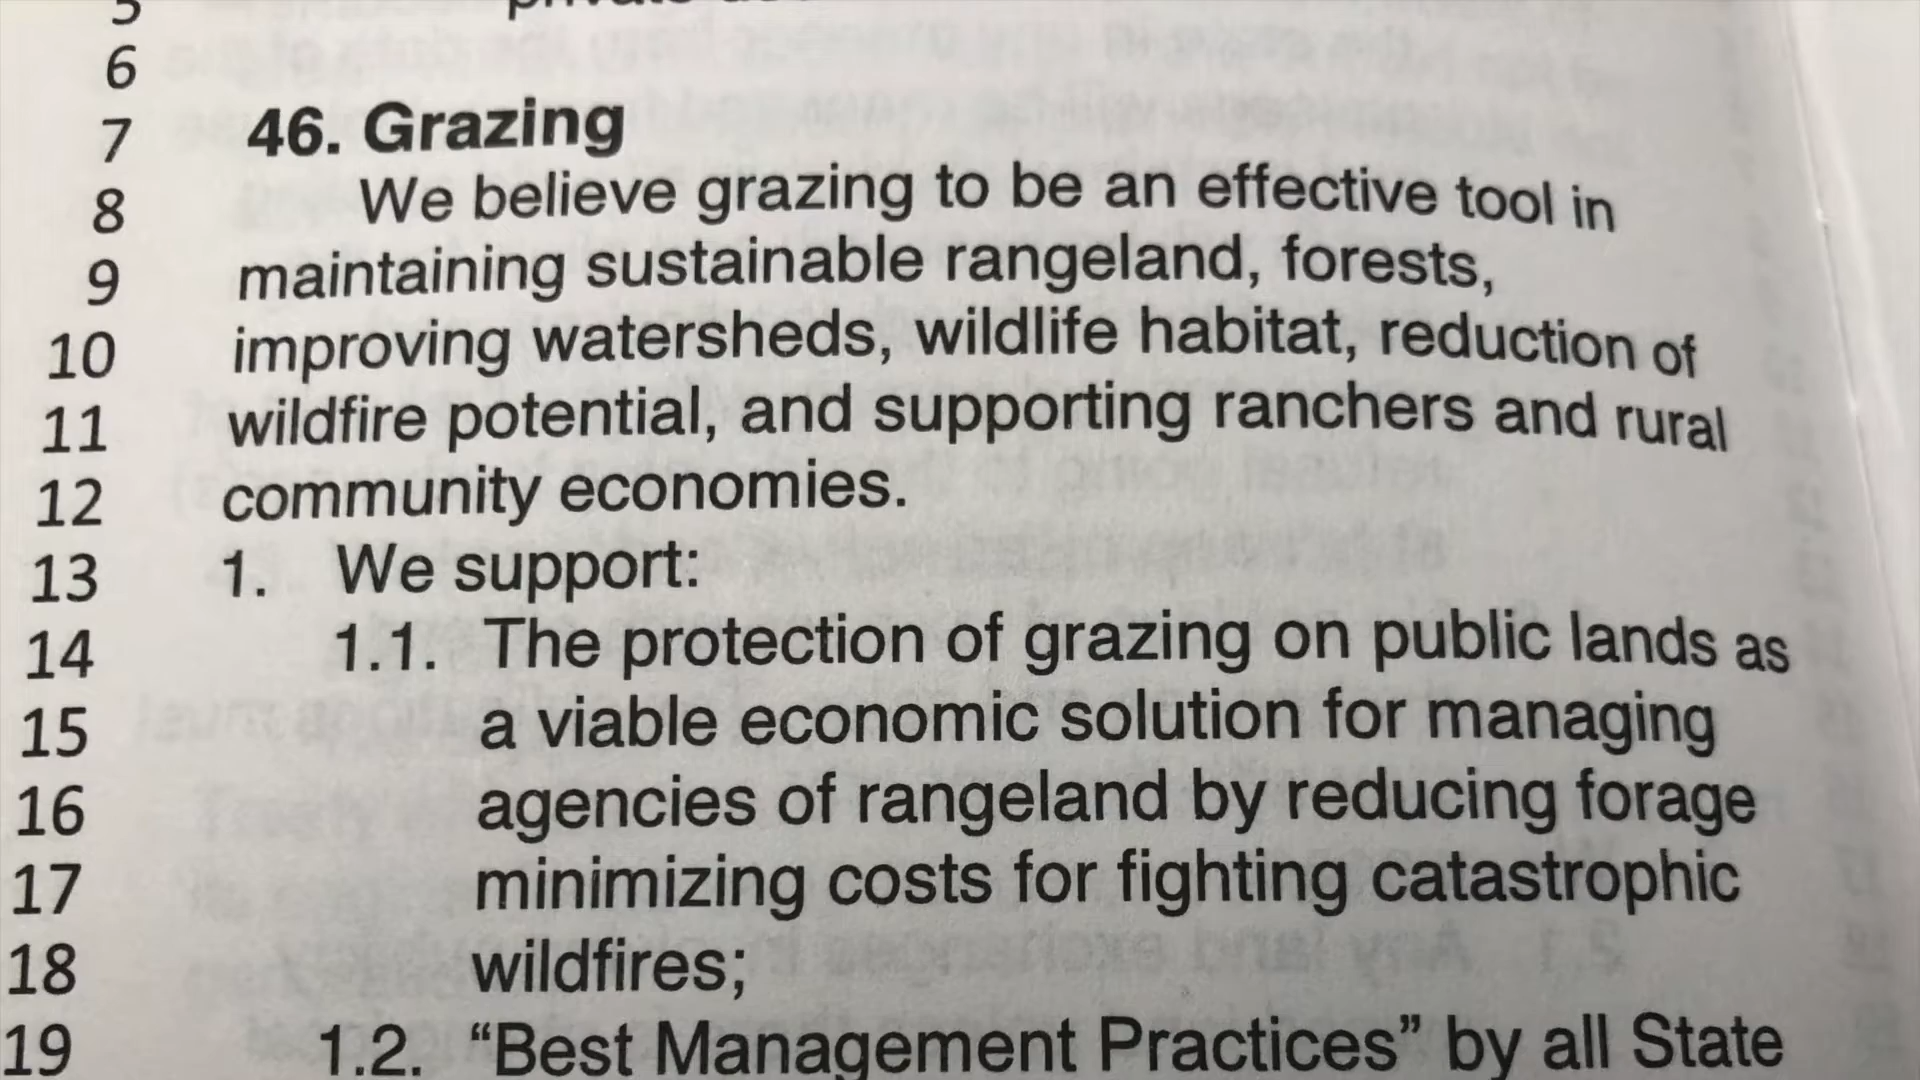 5
6
7 46. Grazing
8 We believe grazing to be an effective tool in
9 maintaining sustainable rangeland, forests,
10 improving watersheds, wildlife habitat, reduction of
11 wildfire potential, and supporting ranchers and rural
12 community economies.
13 1. We support:
14 1.1. The protection of grazing on public lands as
15 a viable economic solution for managing
16 agencies of rangeland by reducing forage
17 minimizing costs for fighting catastrophic
18 wildfires;
19 1.2. “Best Management Practices” by all State